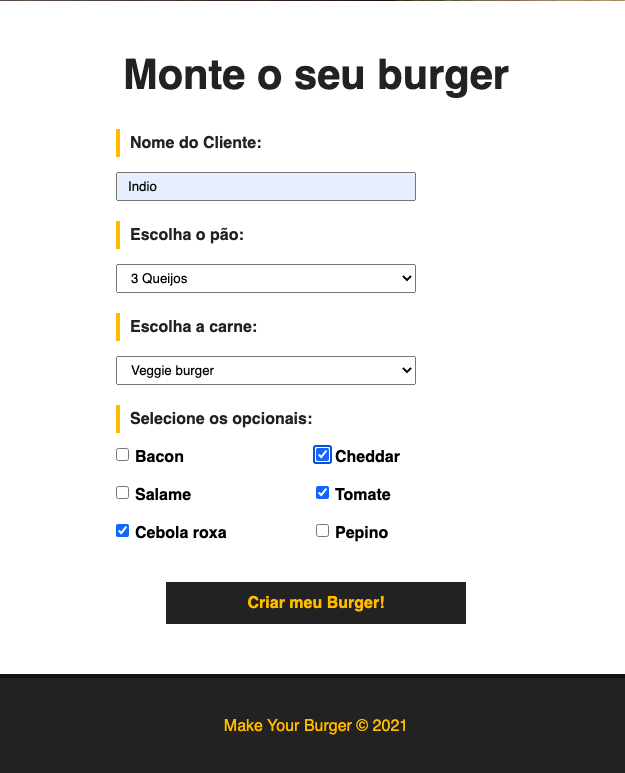 Monte o seu burger
Nome do Cliente:
Indio
Escolha o pão:
3 Queijos
Escolha a carne:
Veggie burger
Selecione os opcionais:
Bacon Cheddar
Salame Tomate
Cebola roxa Pepino
Criar meu Burger!
Make Your Burger © 2021